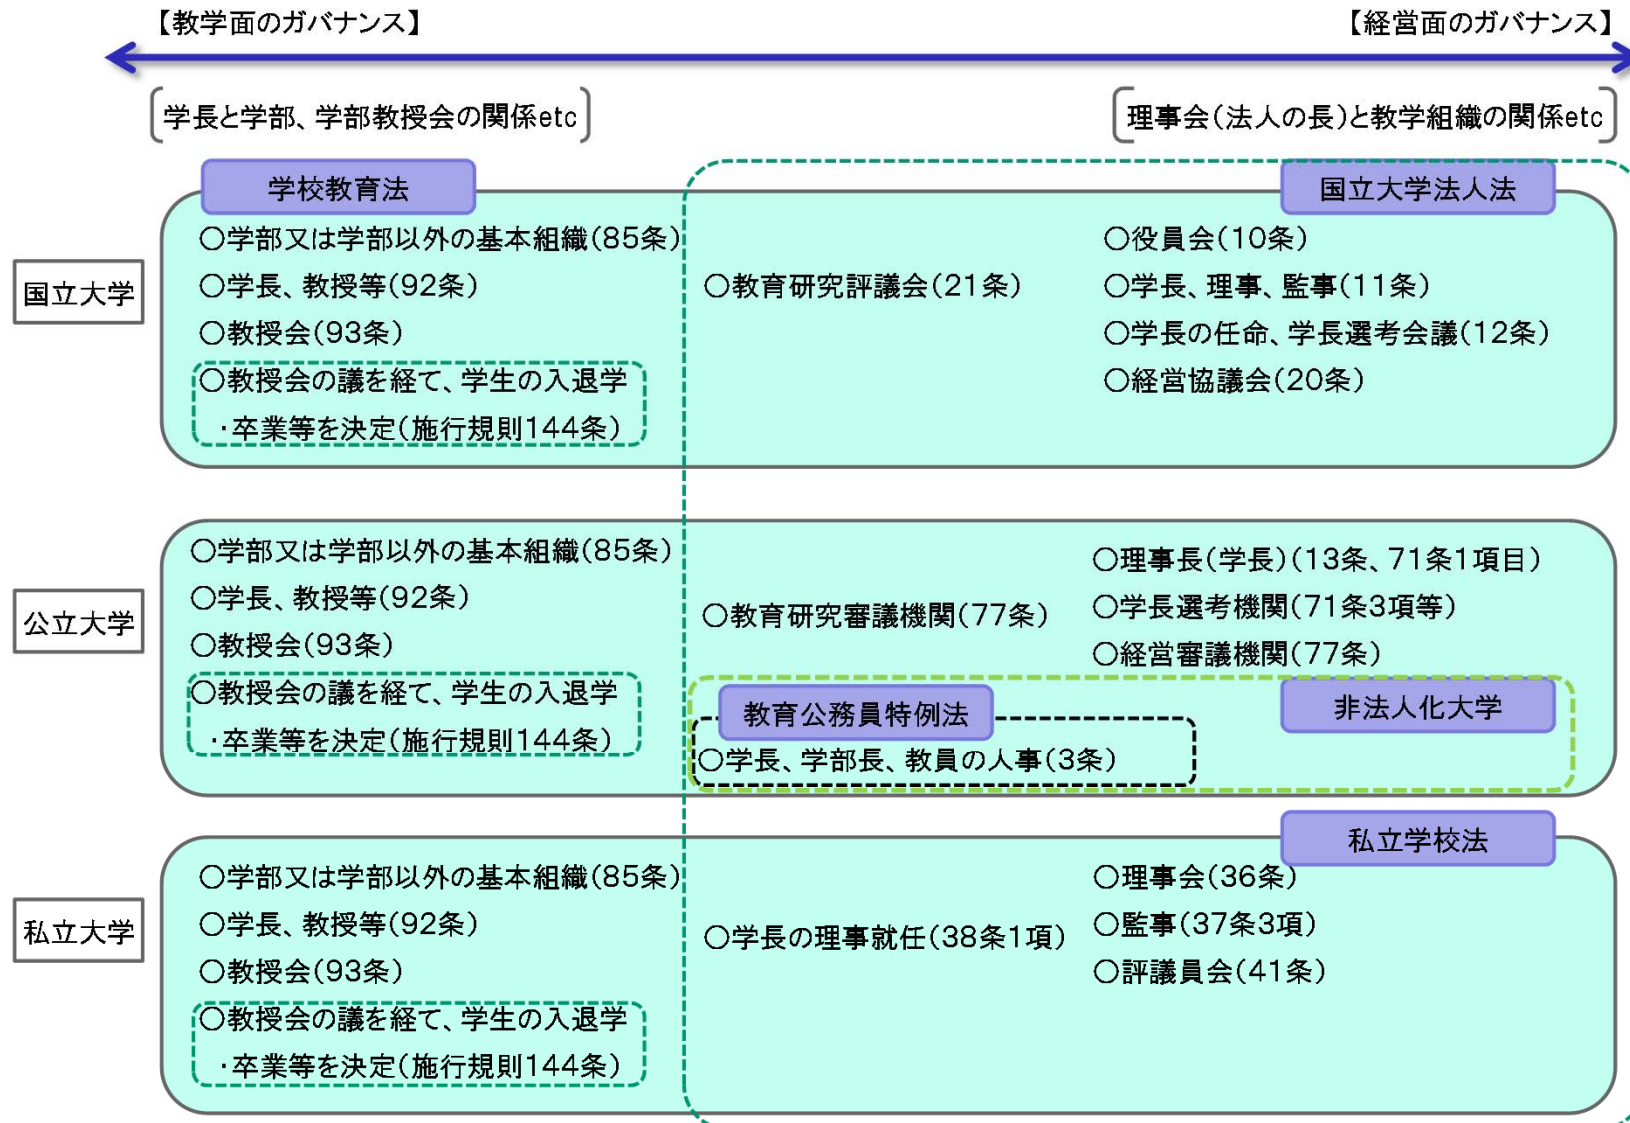 【教学面のガバナンス】
【経営面のガバナンス】
学長と学部、学部教授会の関係etc
理事会(法人の長)と教学組織の関係etc
学校教育法
国立大学法人法
国立大学
○学部又は学部以外の基本組織(85条)
○学長、教授等(92条)
○教授会(93条)
○教授会の議を経て、学生の入退学
・卒業等を決定(施行規則144条)
○教育研究評議会(21条)
○役員会(10条)
○学長、理事、監事(11条)
○学長の任命、学長選考会議(12条)
○経営協議会(20条)
公立大学
○学部又は学部以外の基本組織(85条)
○学長、教授等(92条)
○教授会(93条)
○教授会の議を経て、学生の入退学
・卒業等を決定(施行規則144条)
○教育研究審議機関(77条)
○理事長(学長)(13条、71条1項目)
○学長選考機関(71条3項等)
○経営審議機関(77条)
教育公務員特例法
非法人化大学
○学長、学部長、教員の人事(3条)
私立学校法
私立大学
○学部又は学部以外の基本組織(85条)
○学長、教授等(92条)
○教授会(93条)
○教授会の議を経て、学生の入退学
・卒業等を決定(施行規則144条)
○学長の理事就任(38条1項)
○理事会(36条)
○監事(37条3項)
○評議員会(41条)